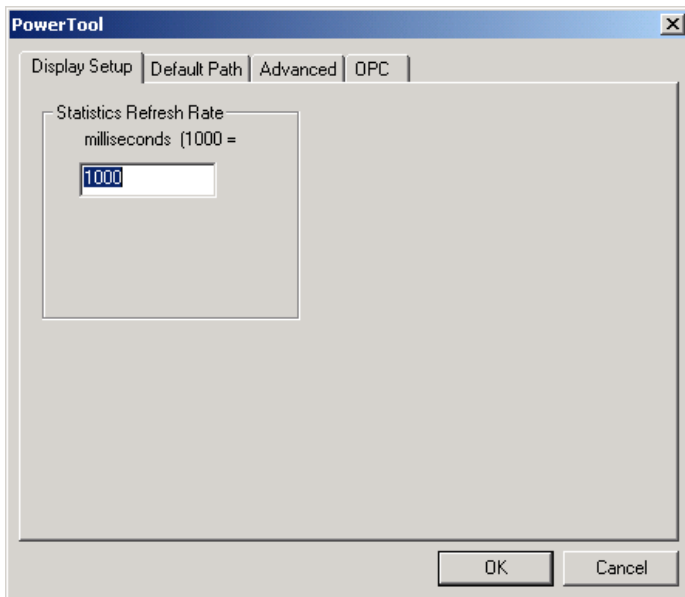 PowerTool
Display Setup Default Path Advanced OPC
Statistics Refresh Rate
milliseconds (1000 =
1000
OK Cancel